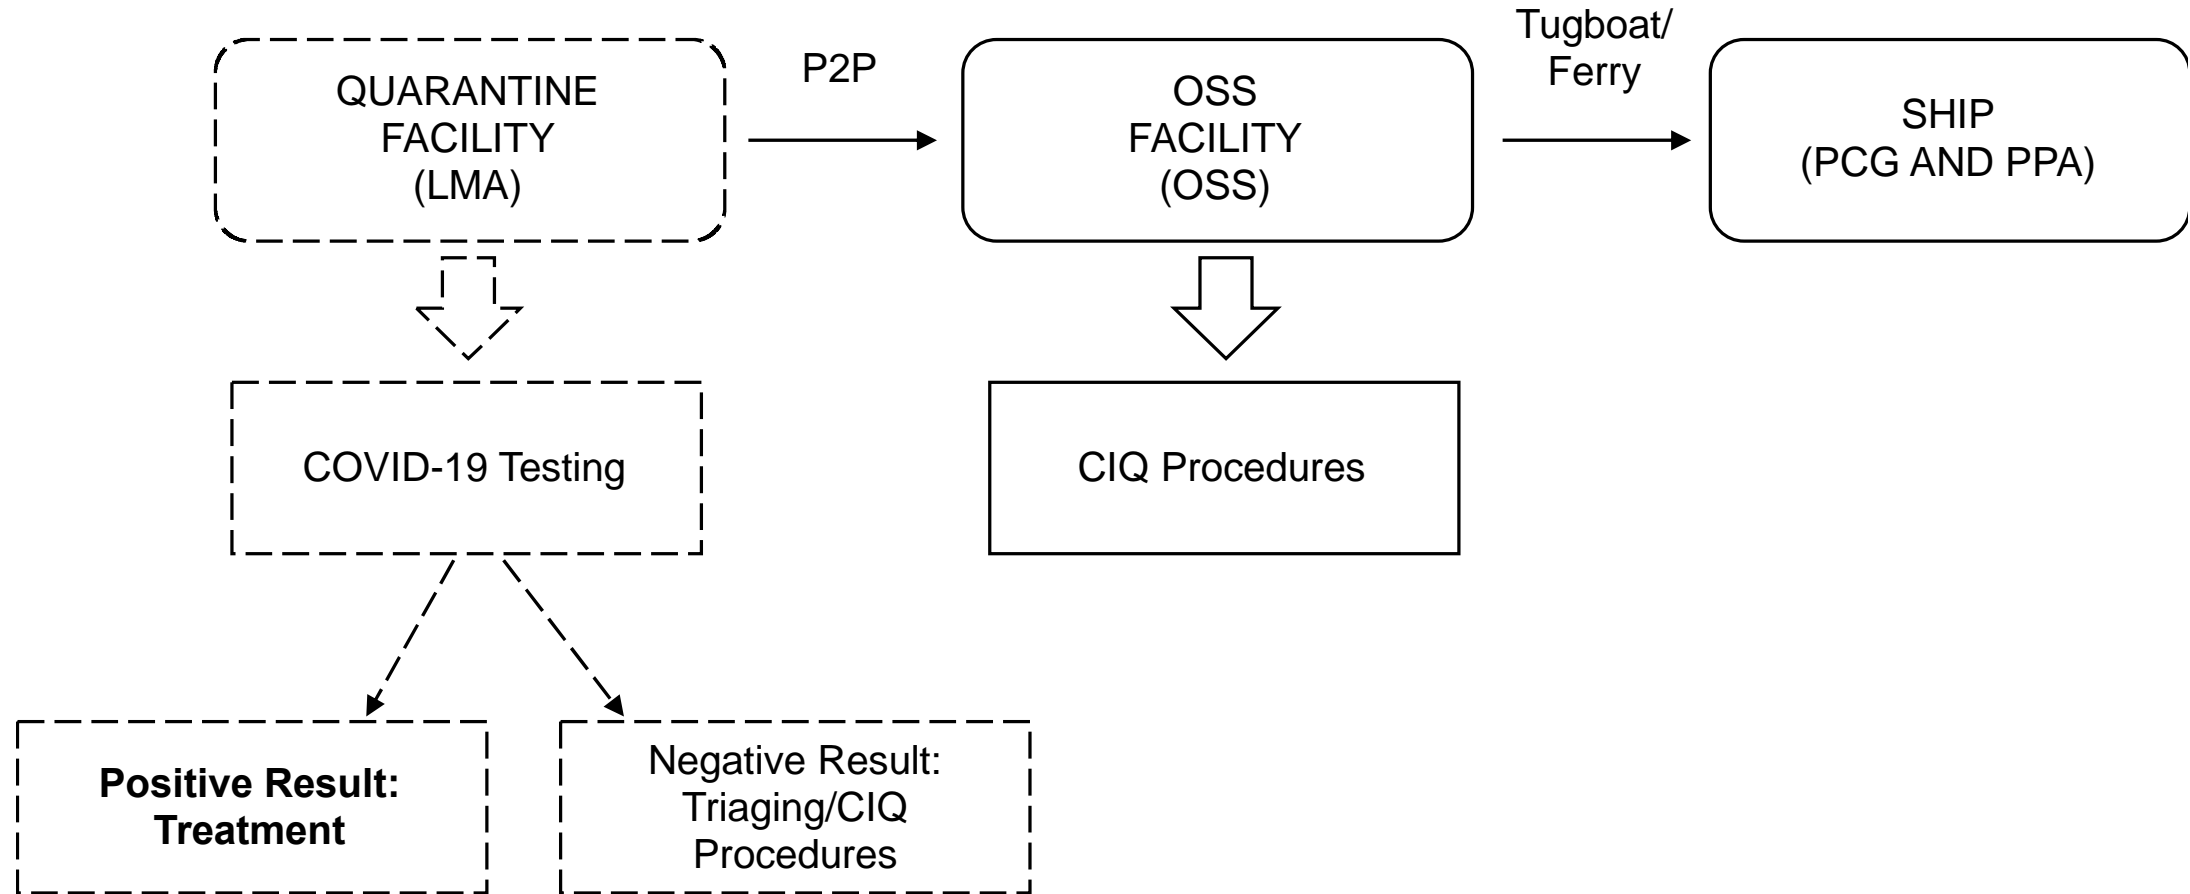 QUARANTINE
FACILITY
(LMA)
P2P
OSS
FACILITY
(OSS)
Tugboat/
Ferry
SHIP
(PCG AND PPA)
COVID-19 Testing
CIQ Procedures
Positive Result:
Treatment
Negative Result:
Triaging/CIQ
Procedures